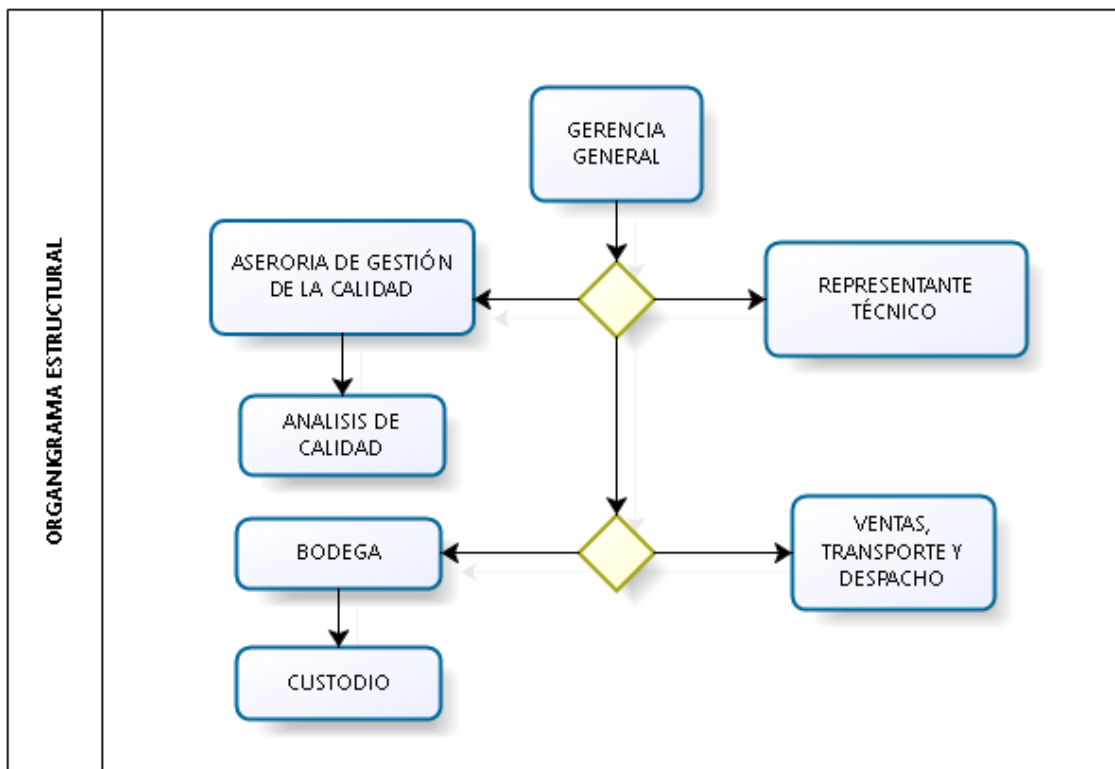 ORGANIGRAMA ESTRUCTURAL
GERENCIA
GENERAL
ASERORIA DE GESTIÓN
DE LA CALIDAD
REPRESENTANTE
TÉCNICO
ANALISIS DE
CALIDAD
BODEGA
VENTAS,
TRANSPORTE Y
DESPACHO
CUSTODIO